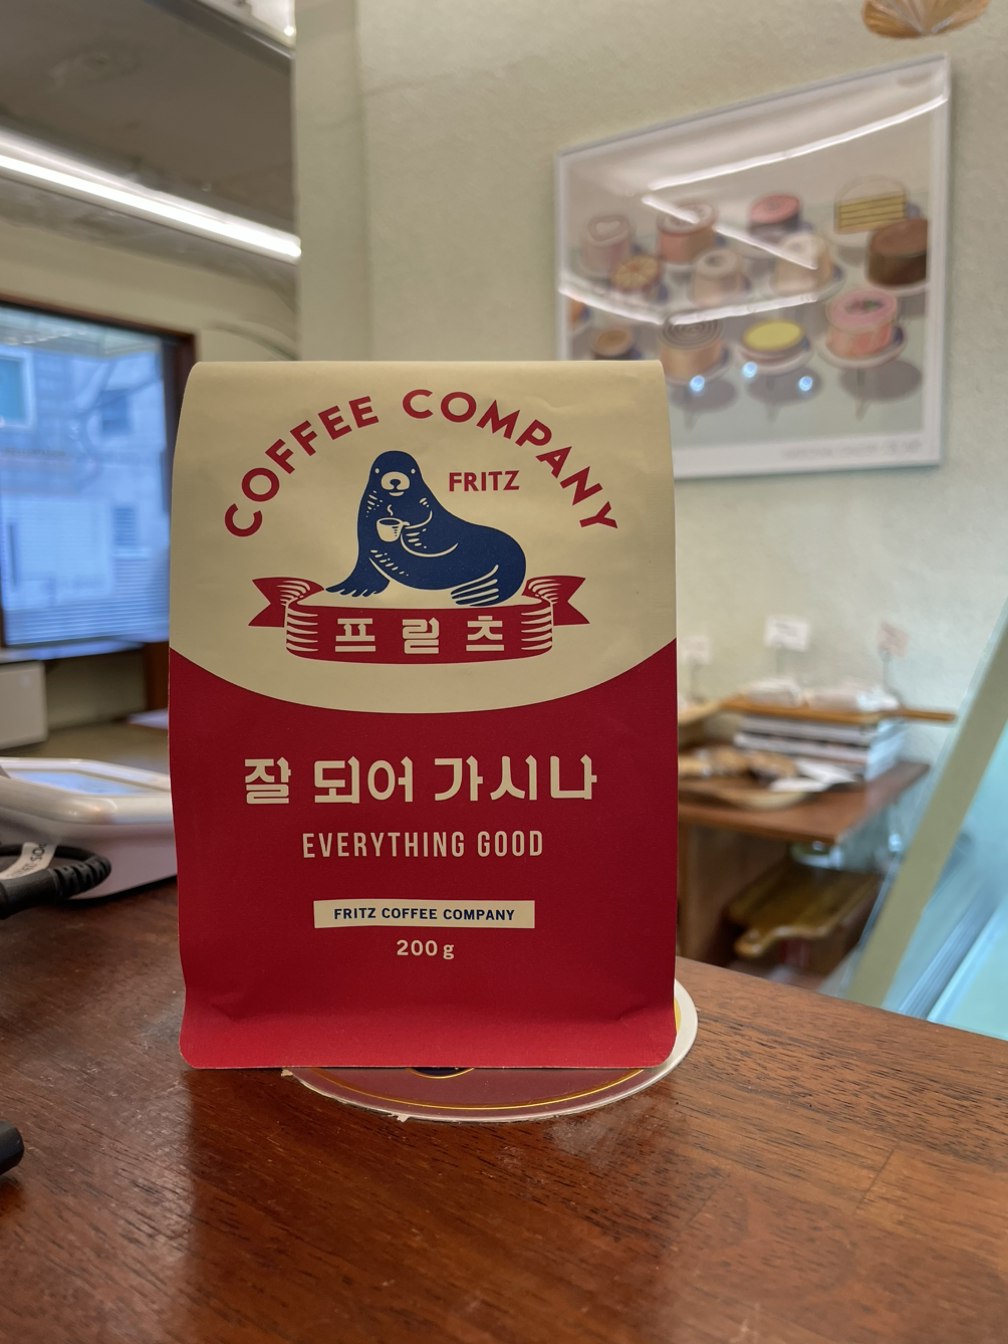 COFFEE COMPANY
FRITZ
프릳츠
잘 되어 가시나
EVERYTHING GOOD
FRITZ COFFEE COMPANY
200g